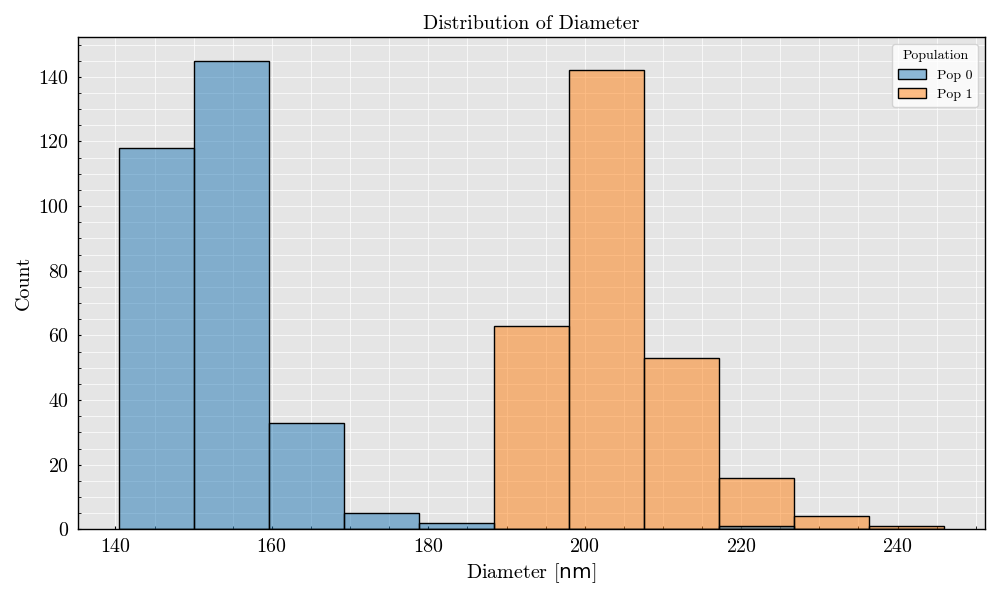 Distribution of Diameter
Population
Pop 0
Pop 1
Count
140
120
100
80
60
40
20
0
140 160 180 200 220 240
Diameter [nm]